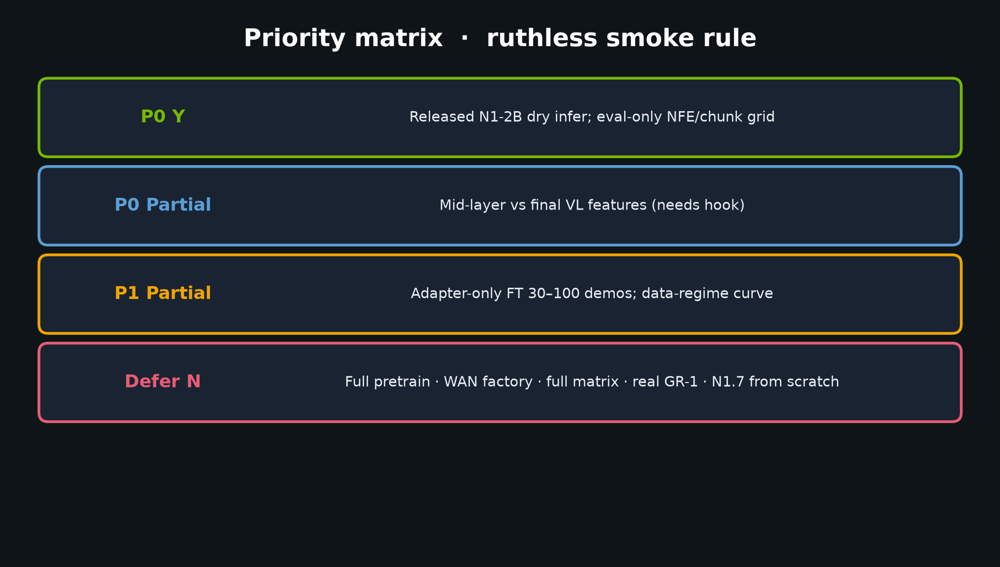 Priority matrix · ruthless smoke rule
P0 Y
Released N1-2B dry infer; eval-only NFE/chunk grid
P0 Partial
Mid-layer vs final VL features (needs hook)
P1 Partial
Adapter-only FT 30–100 demos; data-regime curve
Defer N
Full pretrain · WAN factory · full matrix · real GR-1 · N1.7 from scratch